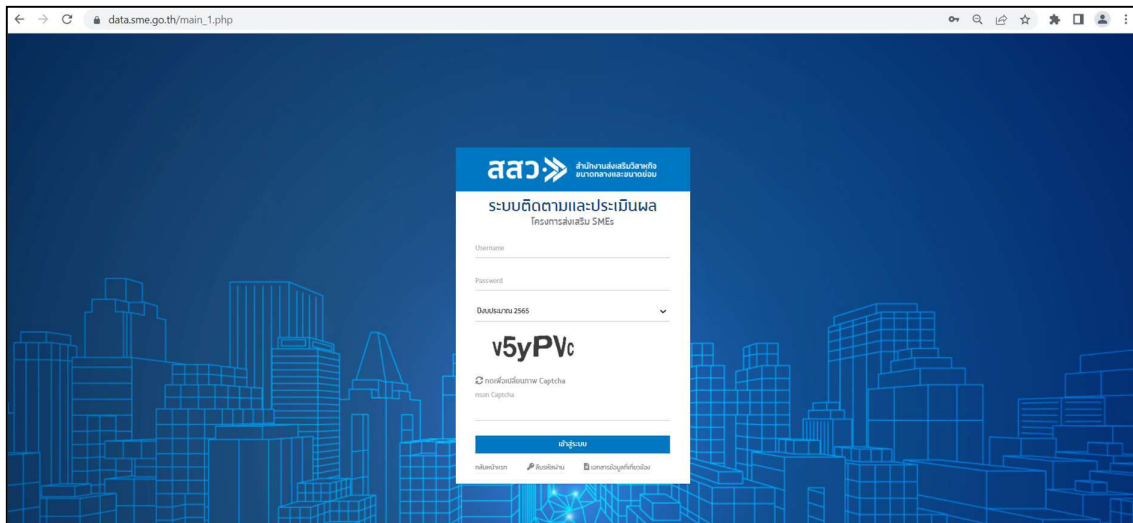 data.sme.go.th/main_1.php
สสว
สำนักงานส่งเสริมวิสาหกิจ
ขนาดกลางและขนาดย่อม
ระบบติดตามและประเมินผล
โครงการส่งเสริม SMEs
Username
Password
ปีงบประมาณ 2565
v5yPVc
กดเพื่อเปลี่ยนภาพ Captcha
กรอก Captcha
เข้าสู่ระบบ
กลับหน้าแรก ลืมรหัสผ่าน เอกสารข้อมูลที่เกี่ยวข้อง